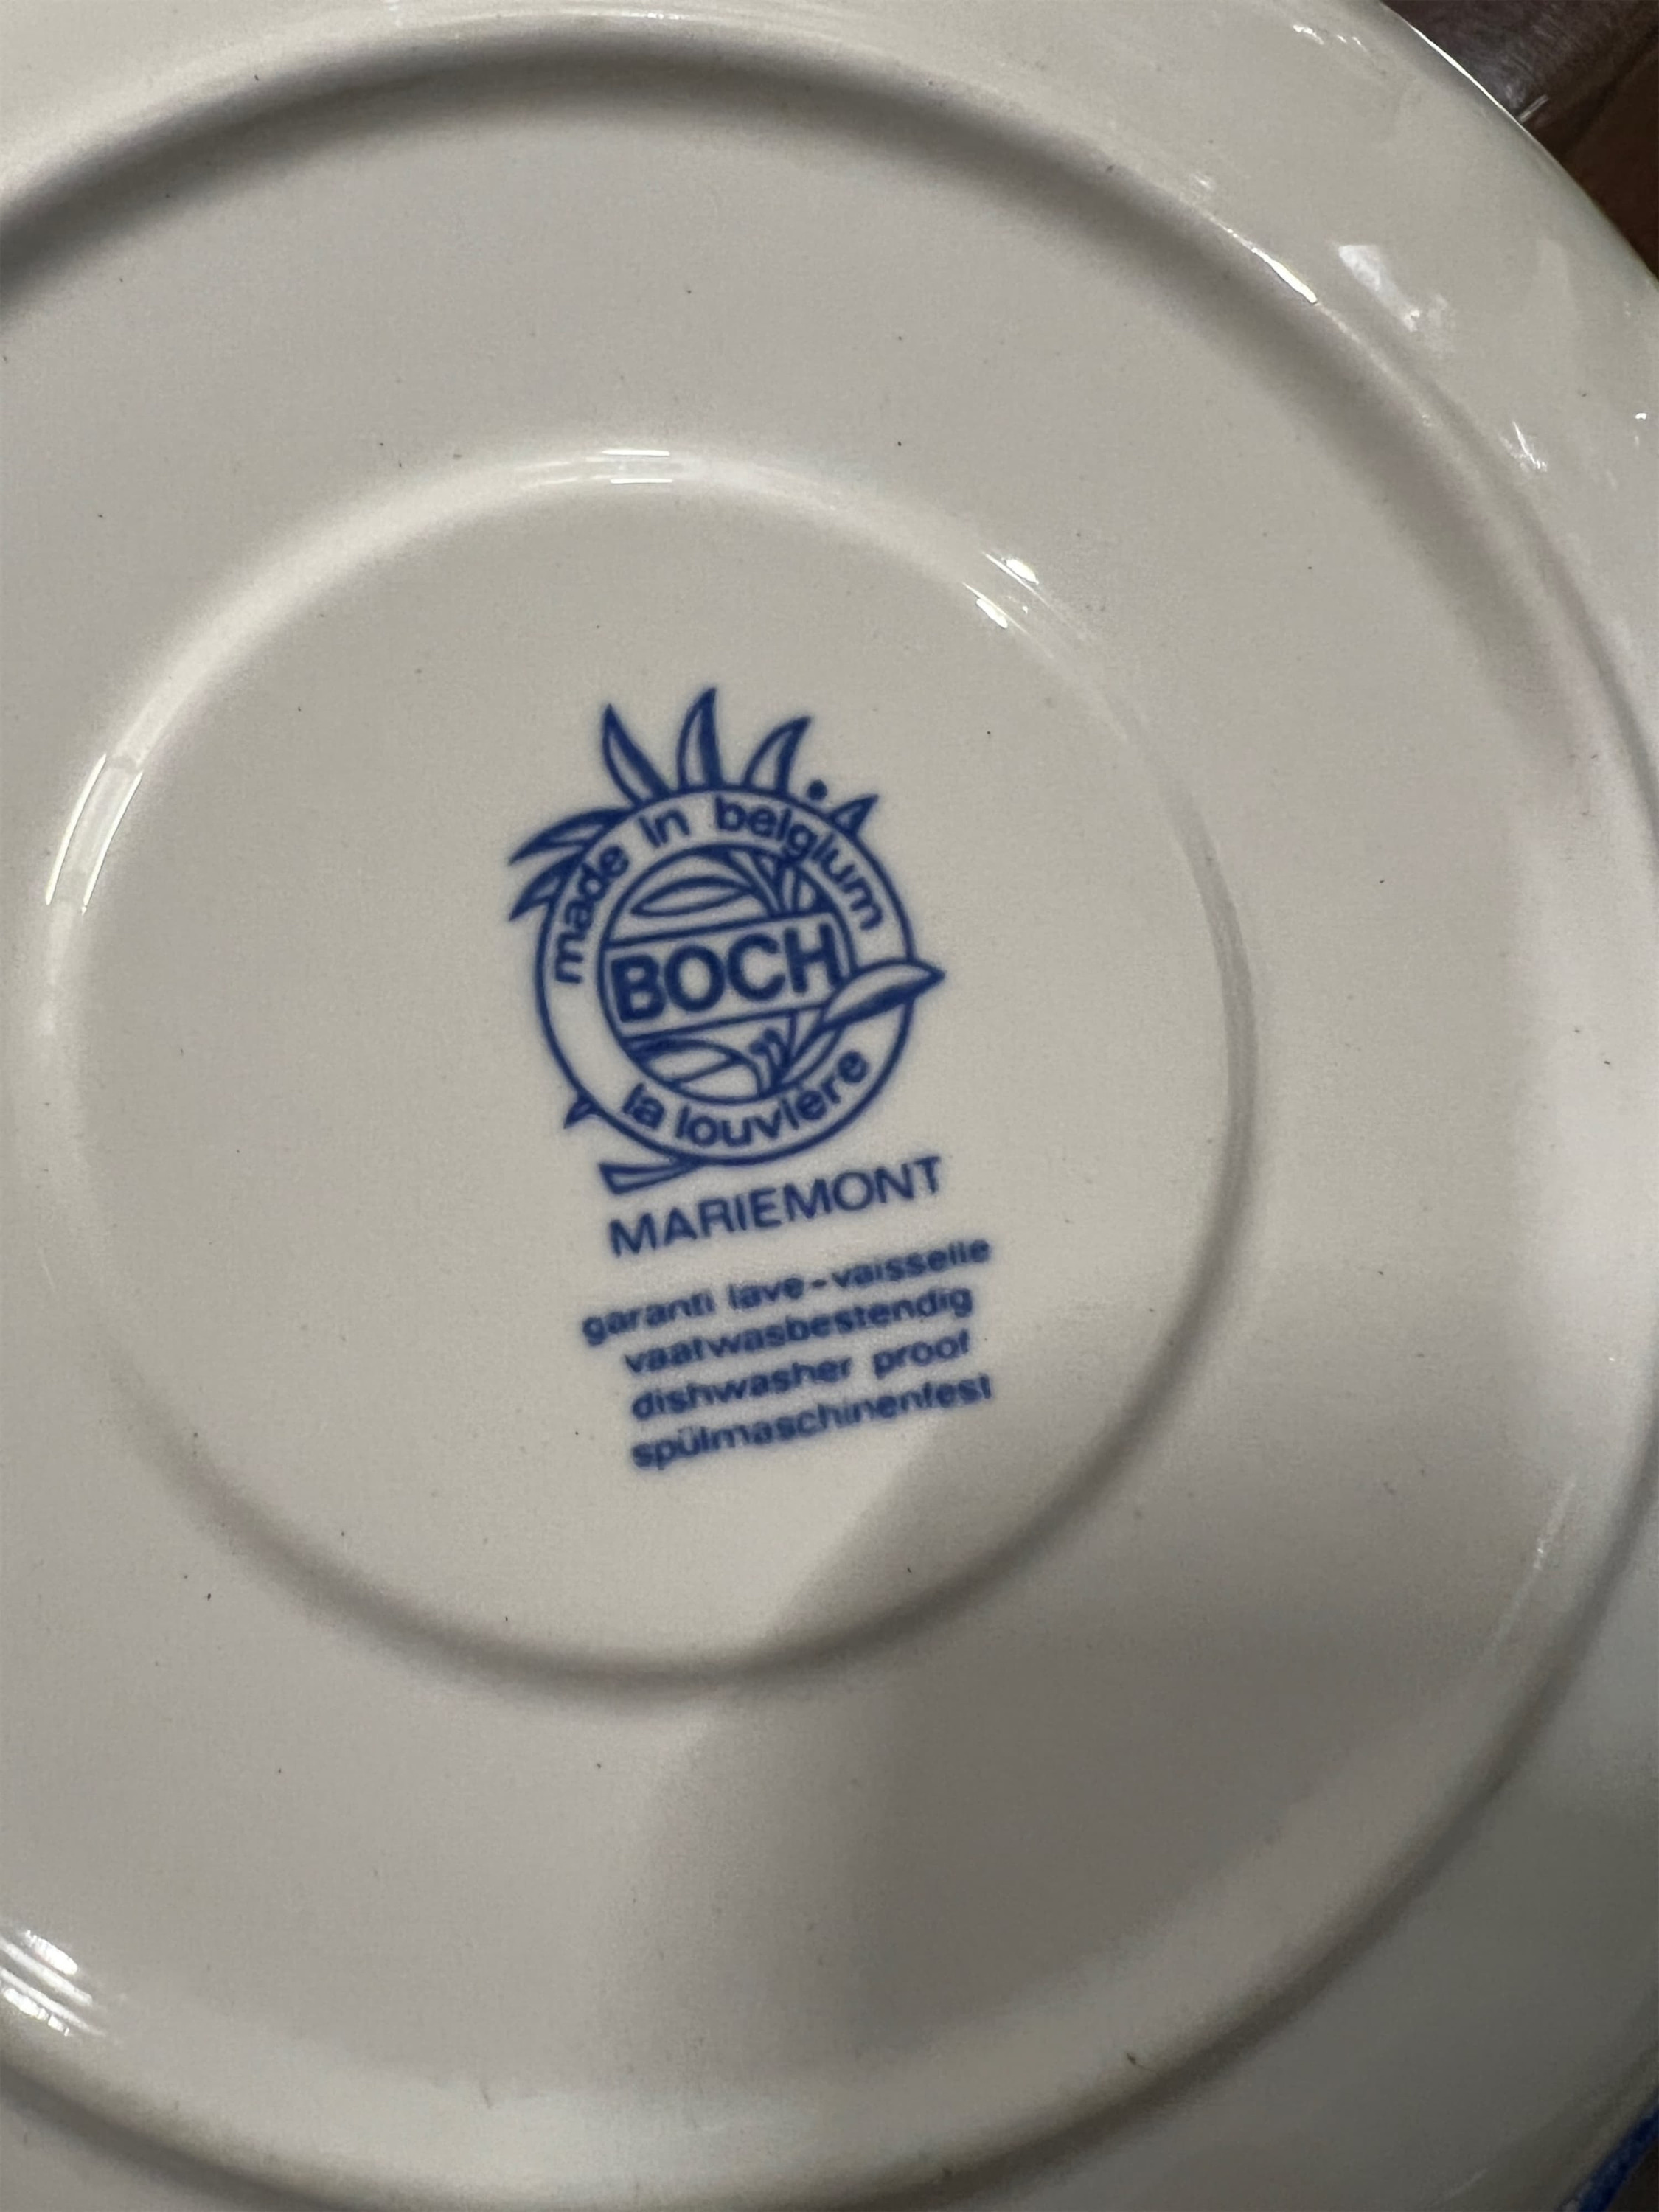 made in belgium
BOCH
la louvière
MARIEMONT
garanti lave-vaisselle
vaatwasbestendig
dishwasher proof
spülmaschinenfest